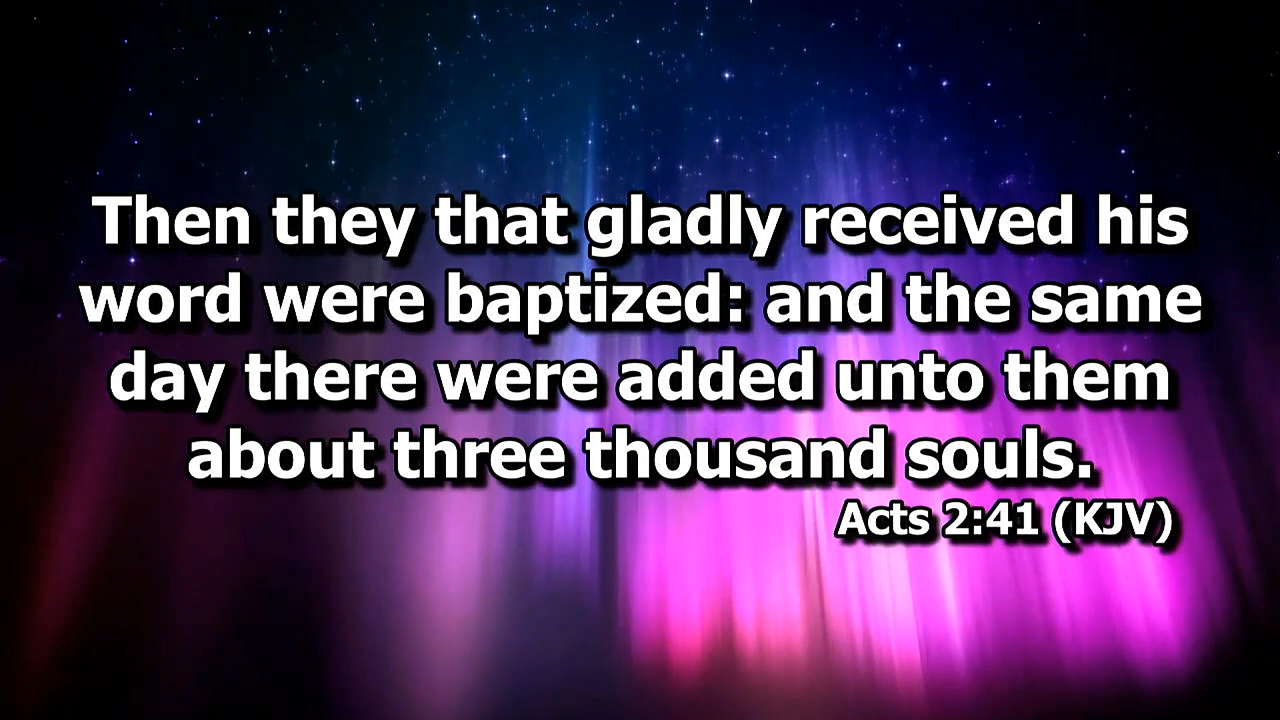 Then they that gladly received his
word were baptized: and the same
day there were added unto them
about three thousand souls.
Acts 2:41 (KJV)